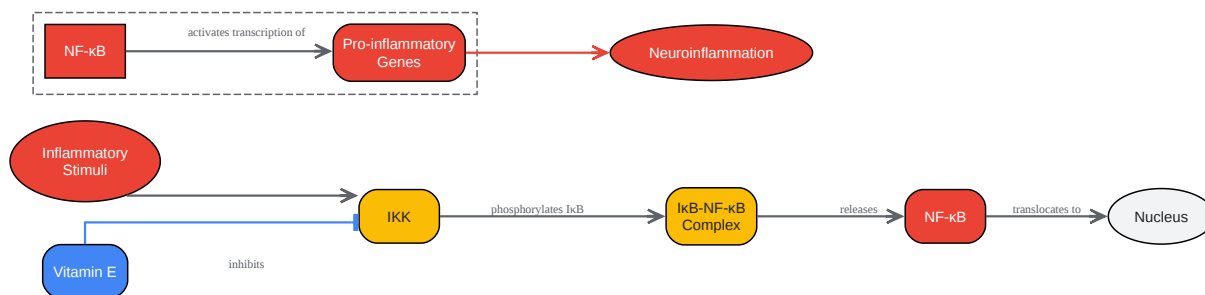 NF-κB
activates transcription of
Pro-inflammatory
Genes
Neuroinflammation
Inflammatory
Stimuli
IKK
phosphorylates IκB
IκB-NF-κB
Complex
releases
NF-κB
translocates to
Nucleus
Vitamin E
inhibits